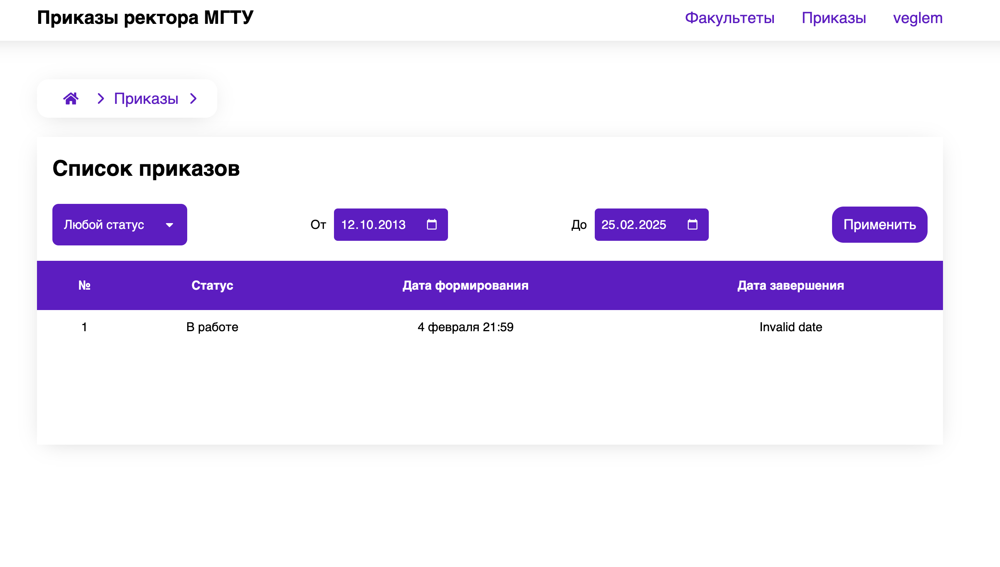 Приказы ректора МГТУ Факультеты Приказы veglem
Приказы
Список приказов
Любой статус От 12.10.2013 До 25.02.2025 Применить
№ Статус Дата формирования Дата завершения
1 В работе 4 февраля 21:59 Invalid date